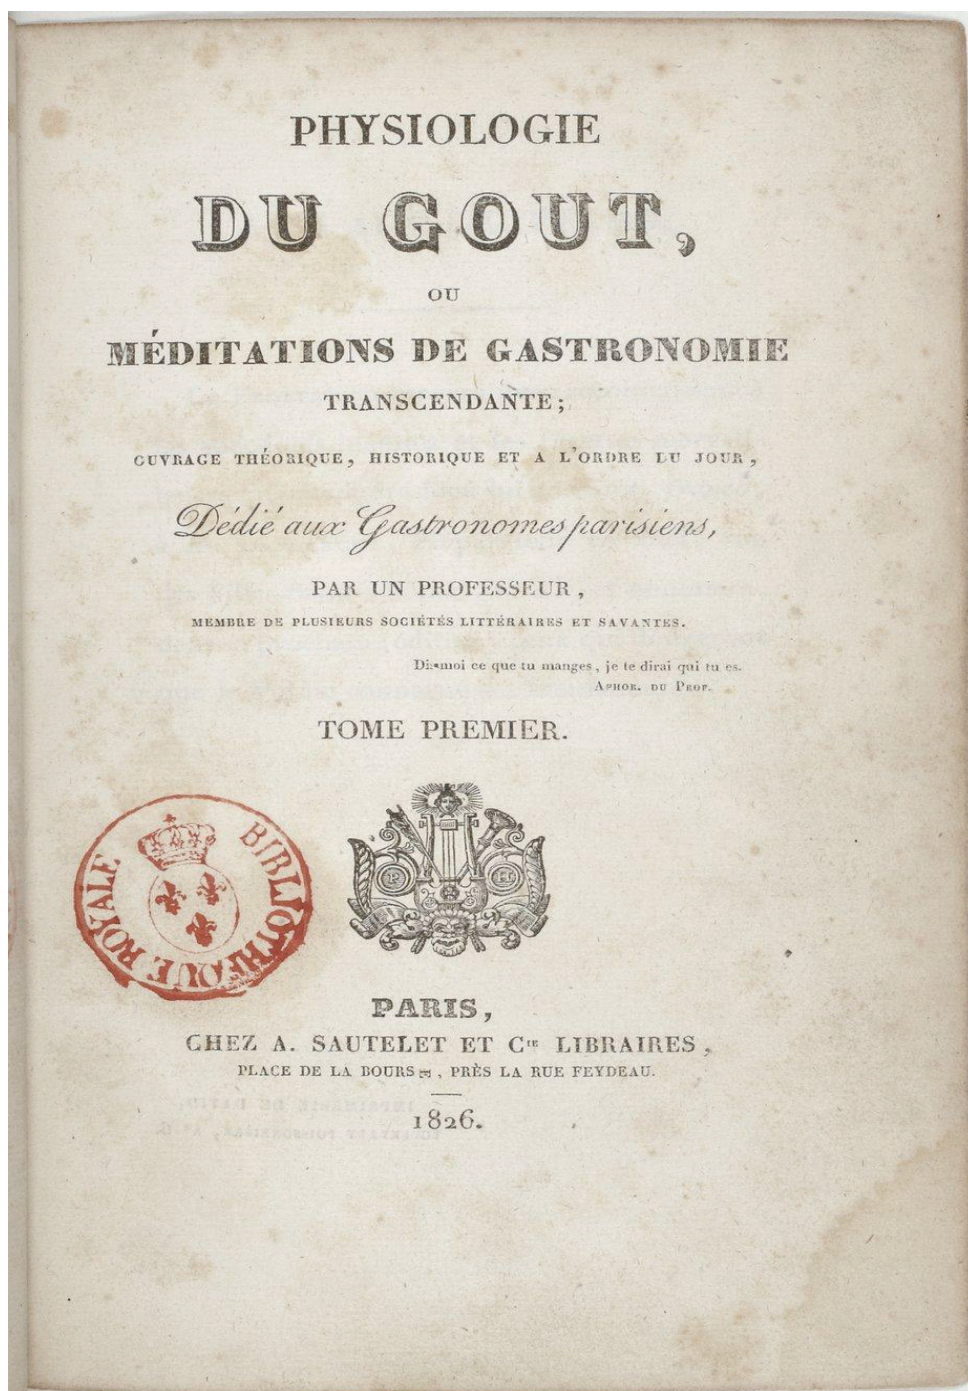 PHYSIOLOGIE
DU GOUT,
OU
MÉDITATIONS DE GASTRONOMIE
TRANSCENDANTE;
OUVRAGE THÉORIQUE, HISTORIQUE ET A L'ORDRE DU JOUR,
Dédié aux Gastronomes parisiens,
PAR UN PROFESSEUR,
MEMBRE DE PLUSIEURS SOCIÉTÉS LITTÉRAIRES ET SAVANTES.
Dis-moi ce que tu manges, je te dirai qui tu es.
APHOR. DU PROF.
TOME PREMIER.
BIBLIOTHEQUE ROYALE
P H
PARIS,
CHEZ A. SAUTELET ET Cie LIBRAIRES,
PLACE DE LA BOURSE, PRÈS LA RUE FEYDEAU.
1826.